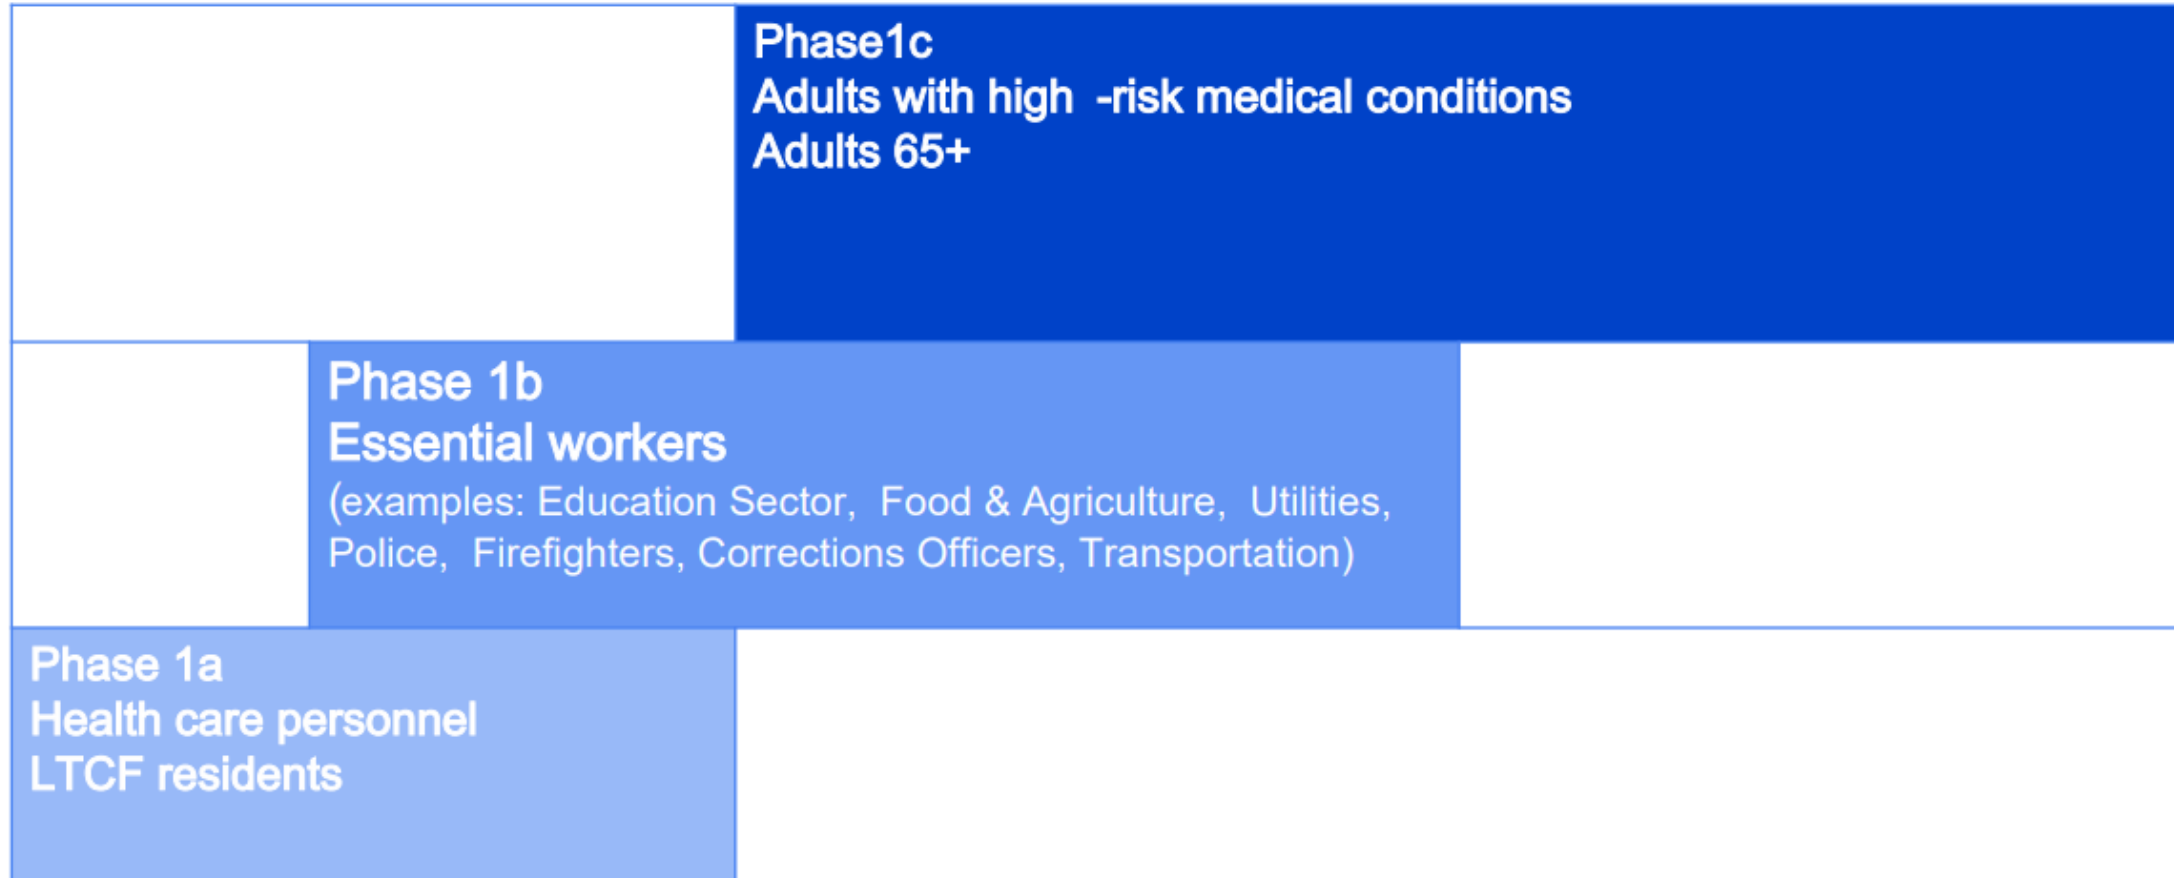 Phase1c
Adults with high -risk medical conditions
Adults 65+
Phase 1b
Essential workers
(examples: Education Sector, Food & Agriculture, Utilities,
Police, Firefighters, Corrections Officers, Transportation)
Phase 1a
Health care personnel
LTCF residents